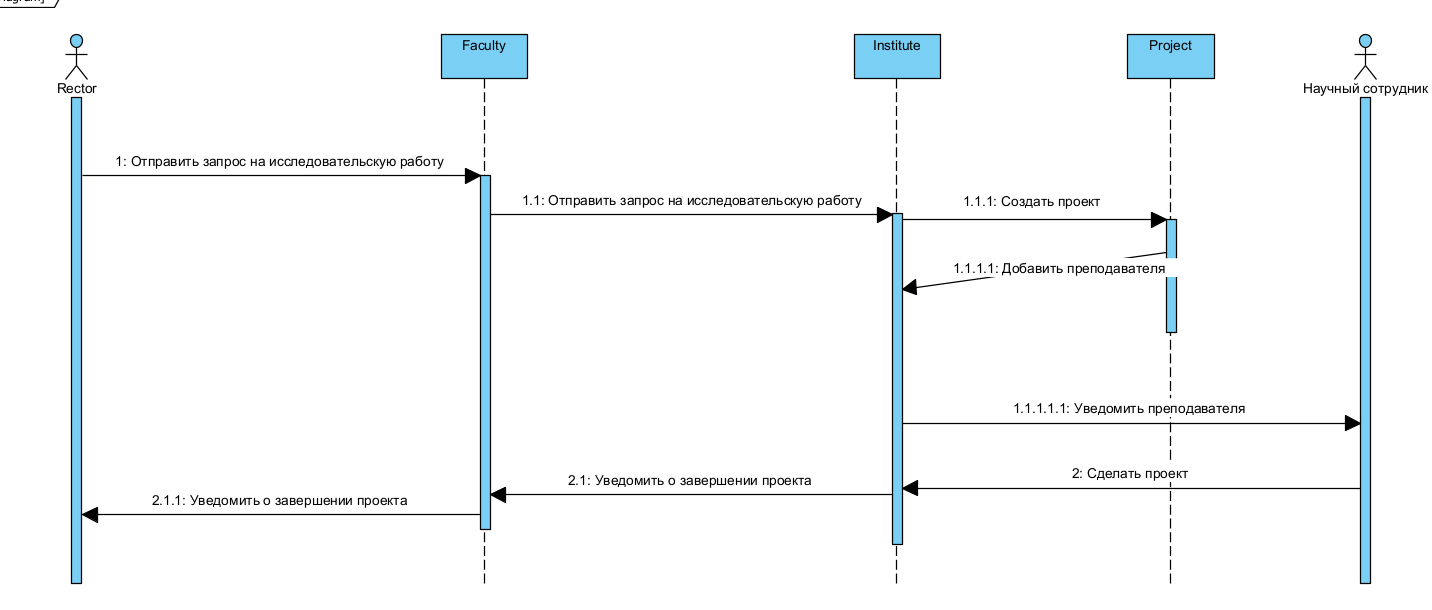 Faculty
Institute
Project
Rector
Научный сотрудник
1: Отправить запрос на исследовательскую работу
1.1: Отправить запрос на исследовательскую работу
1.1.1: Создать проект
1.1.1.1: Добавить преподавателя
1.1.1.1.1: Уведомить преподавателя
2: Сделать проект
2.1: Уведомить о завершении проекта
2.1.1: Уведомить о завершении проекта